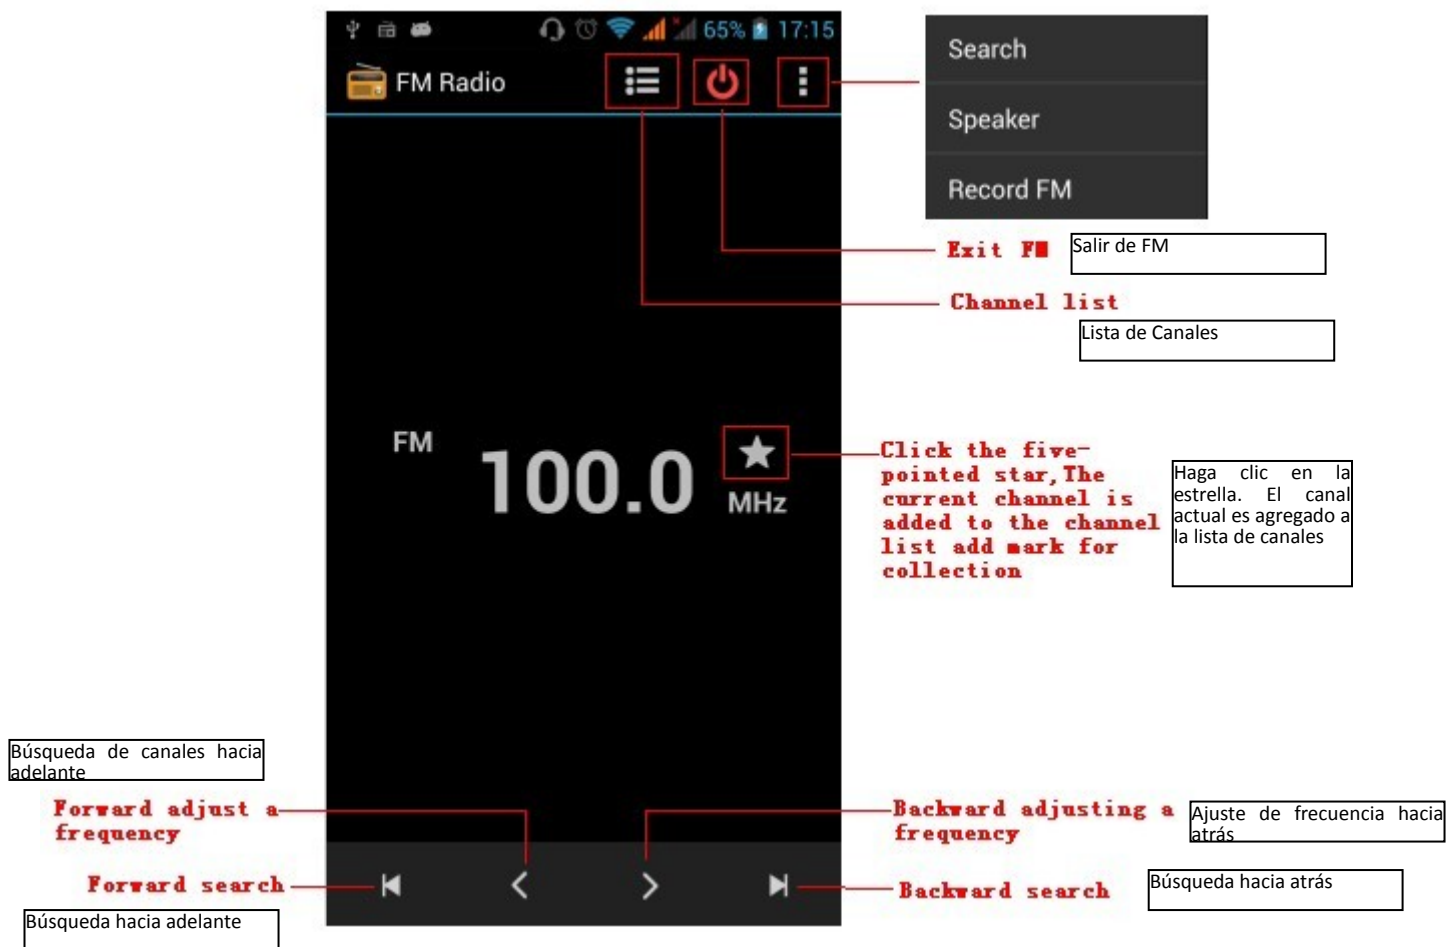 65% 17:15
FM Radio
Search
Speaker
Record FM
Exit FM
Salir de FM
Channel list
Lista de Canales
FM
100.0
MHz
Click the five-
pointed star,The
current channel is
added to the channel
list add mark for
collection
Haga clic en la
estrella. El canal
actual es agregado a
la lista de canales
Búsqueda de canales hacia
adelante
Forward adjust a
frequency
Backward adjusting a
frequency
Ajuste de frecuencia hacia
atrás
Forward search
Búsqueda hacia adelante
Backward search
Búsqueda hacia atrás